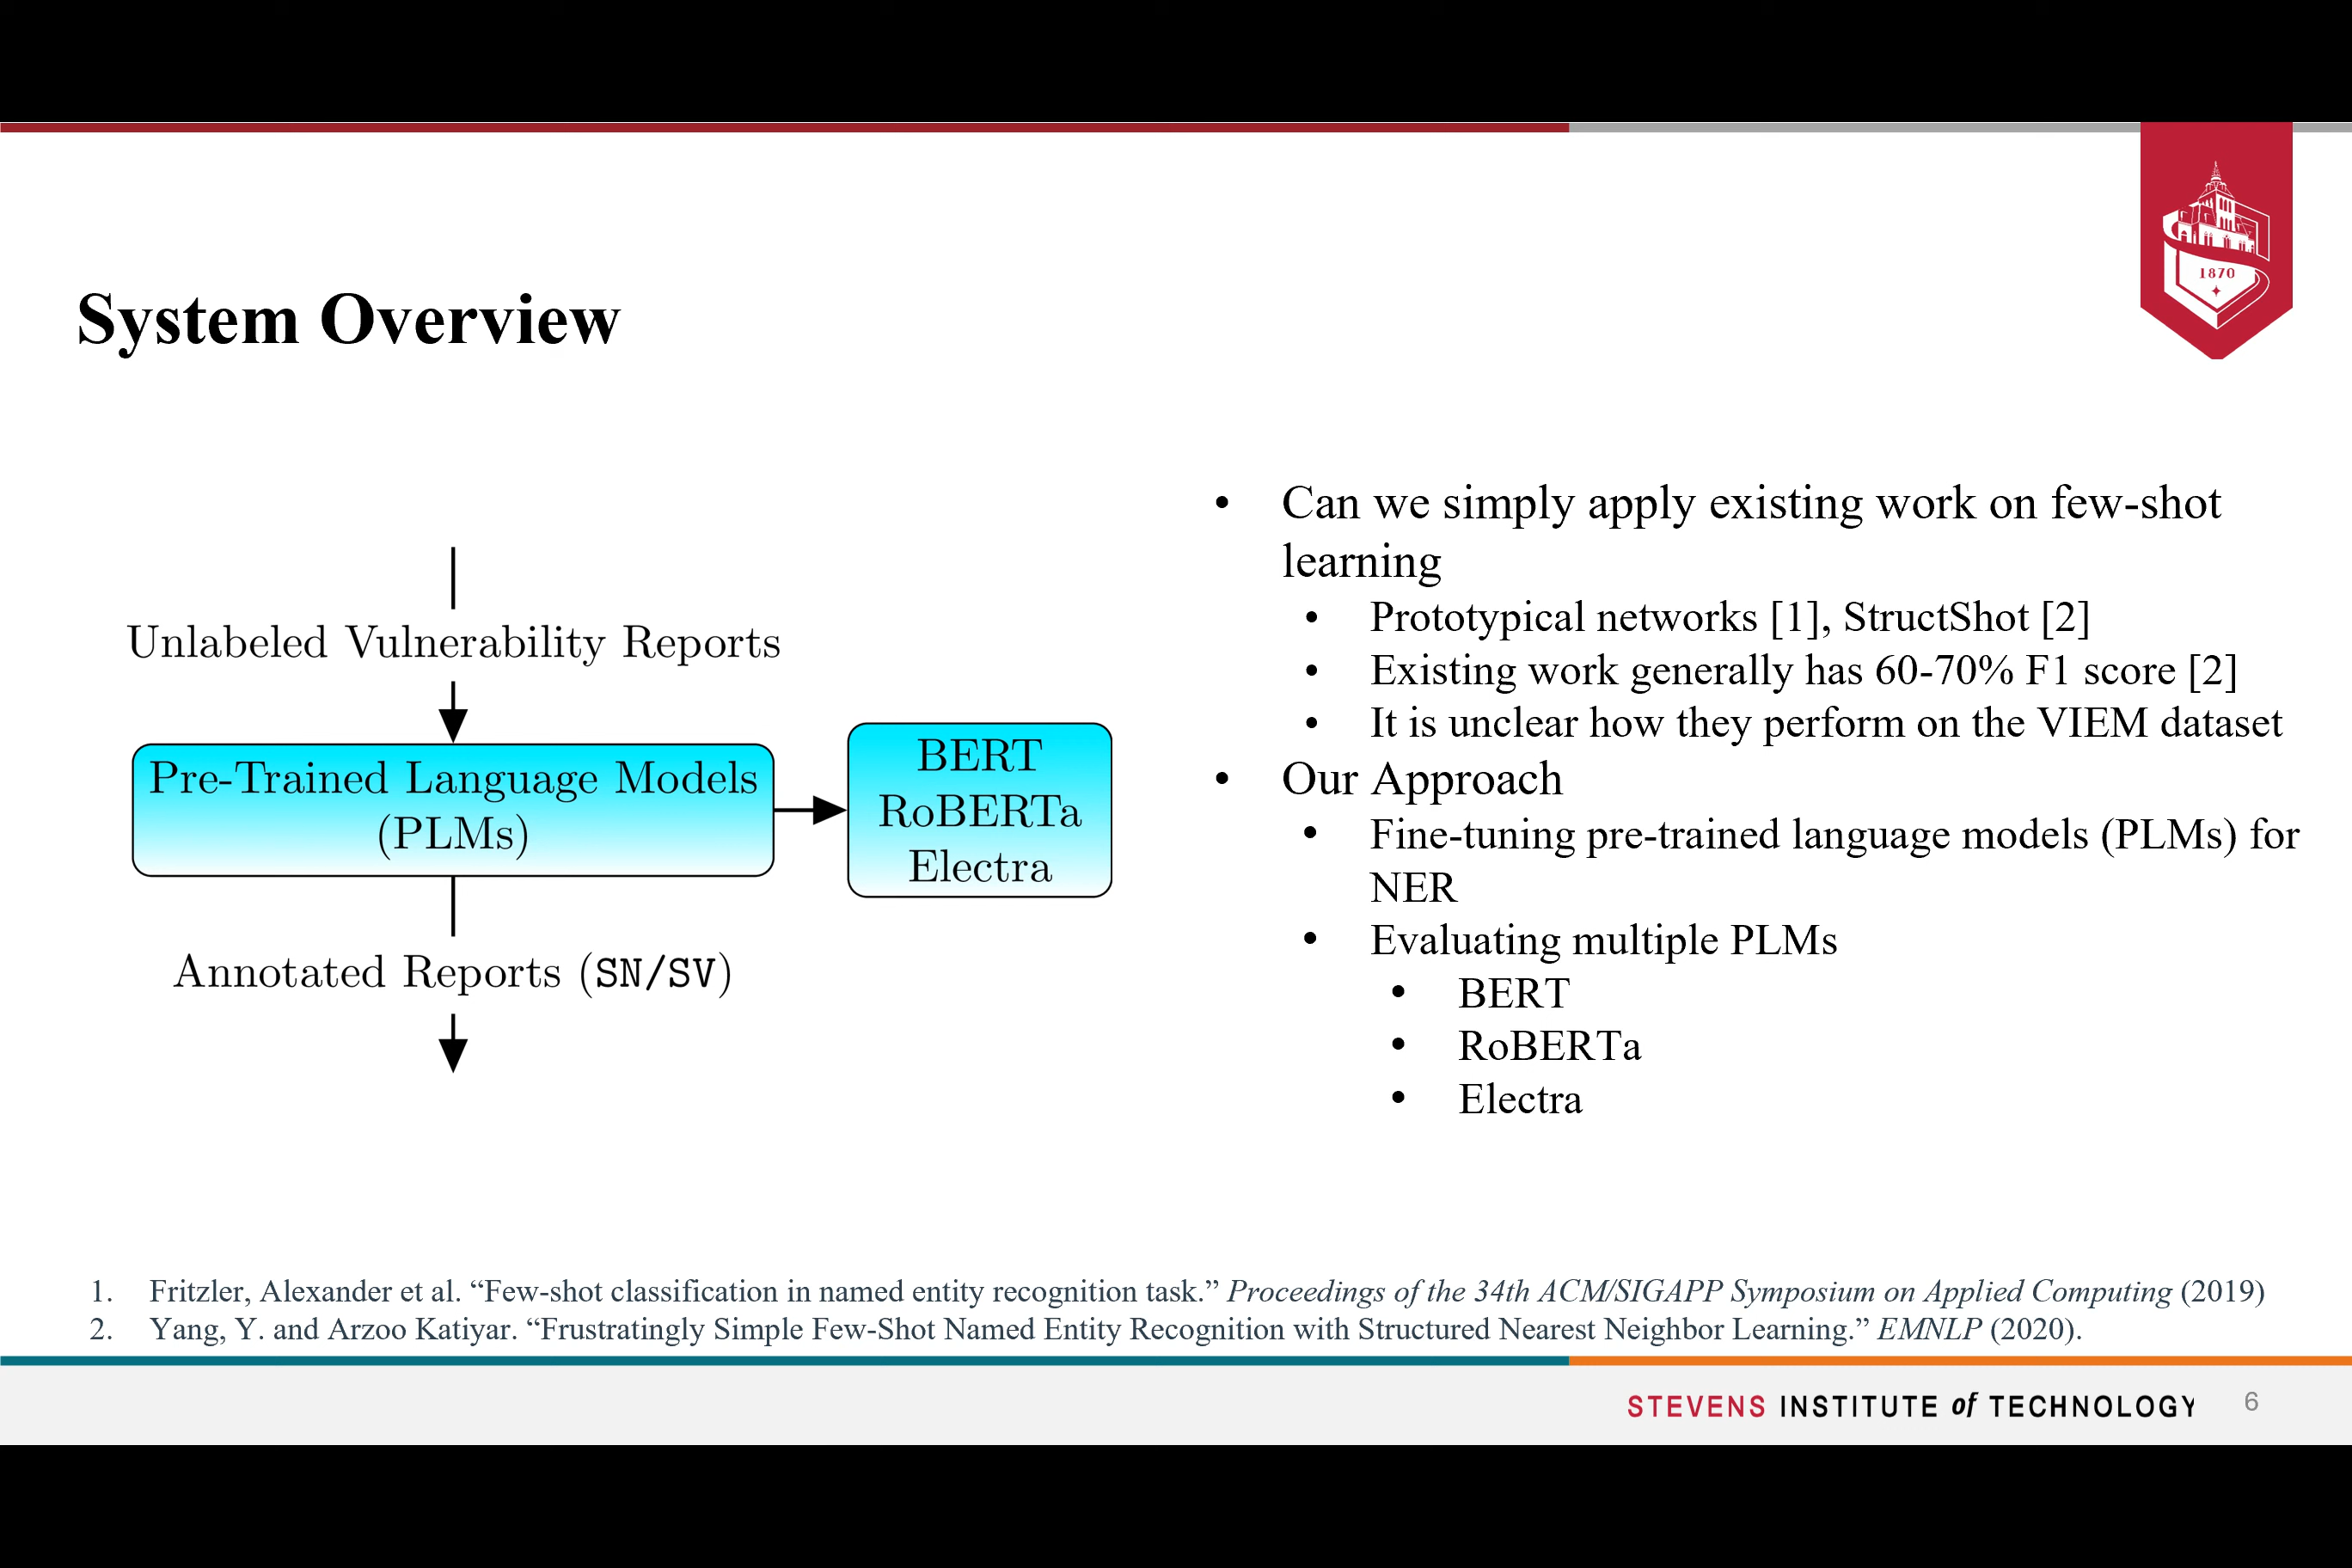 1870
System Overview
Unlabeled Vulnerability Reports
Pre-Trained Language Models
(PLMs)
BERT
RoBERTa
Electra
Annotated Reports (SN/SV)
• Can we simply apply existing work on few-shot
learning
• Prototypical networks [1], StructShot [2]
• Existing work generally has 60-70% F1 score [2]
• It is unclear how they perform on the VIEM dataset
• Our Approach
• Fine-tuning pre-trained language models (PLMs) for
NER
• Evaluating multiple PLMs
• BERT
• RoBERTa
• Electra
1. Fritzler, Alexander et al. “Few-shot classification in named entity recognition task.” Proceedings of the 34th ACM/SIGAPP Symposium on Applied Computing (2019)
2. Yang, Y. and Arzoo Katiyar. “Frustratingly Simple Few-Shot Named Entity Recognition with Structured Nearest Neighbor Learning.” EMNLP (2020).
STEVENS INSTITUTE of TECHNOLOGY 6